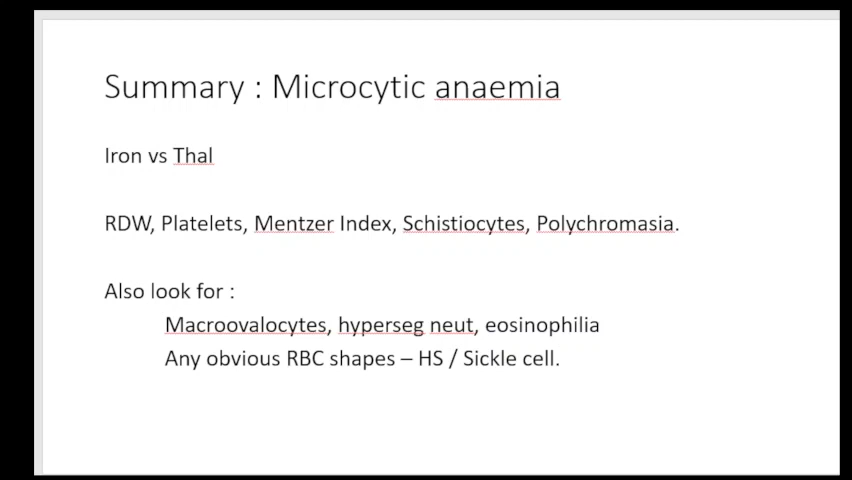 Summary : Microcytic anaemia
Iron vs Thal
RDW, Platelets, Mentzer Index, Schistiocytes, Polychromasia.
Also look for :
Macroovalocytes, hyperseg neut, eosinophilia
Any obvious RBC shapes – HS / Sickle cell.